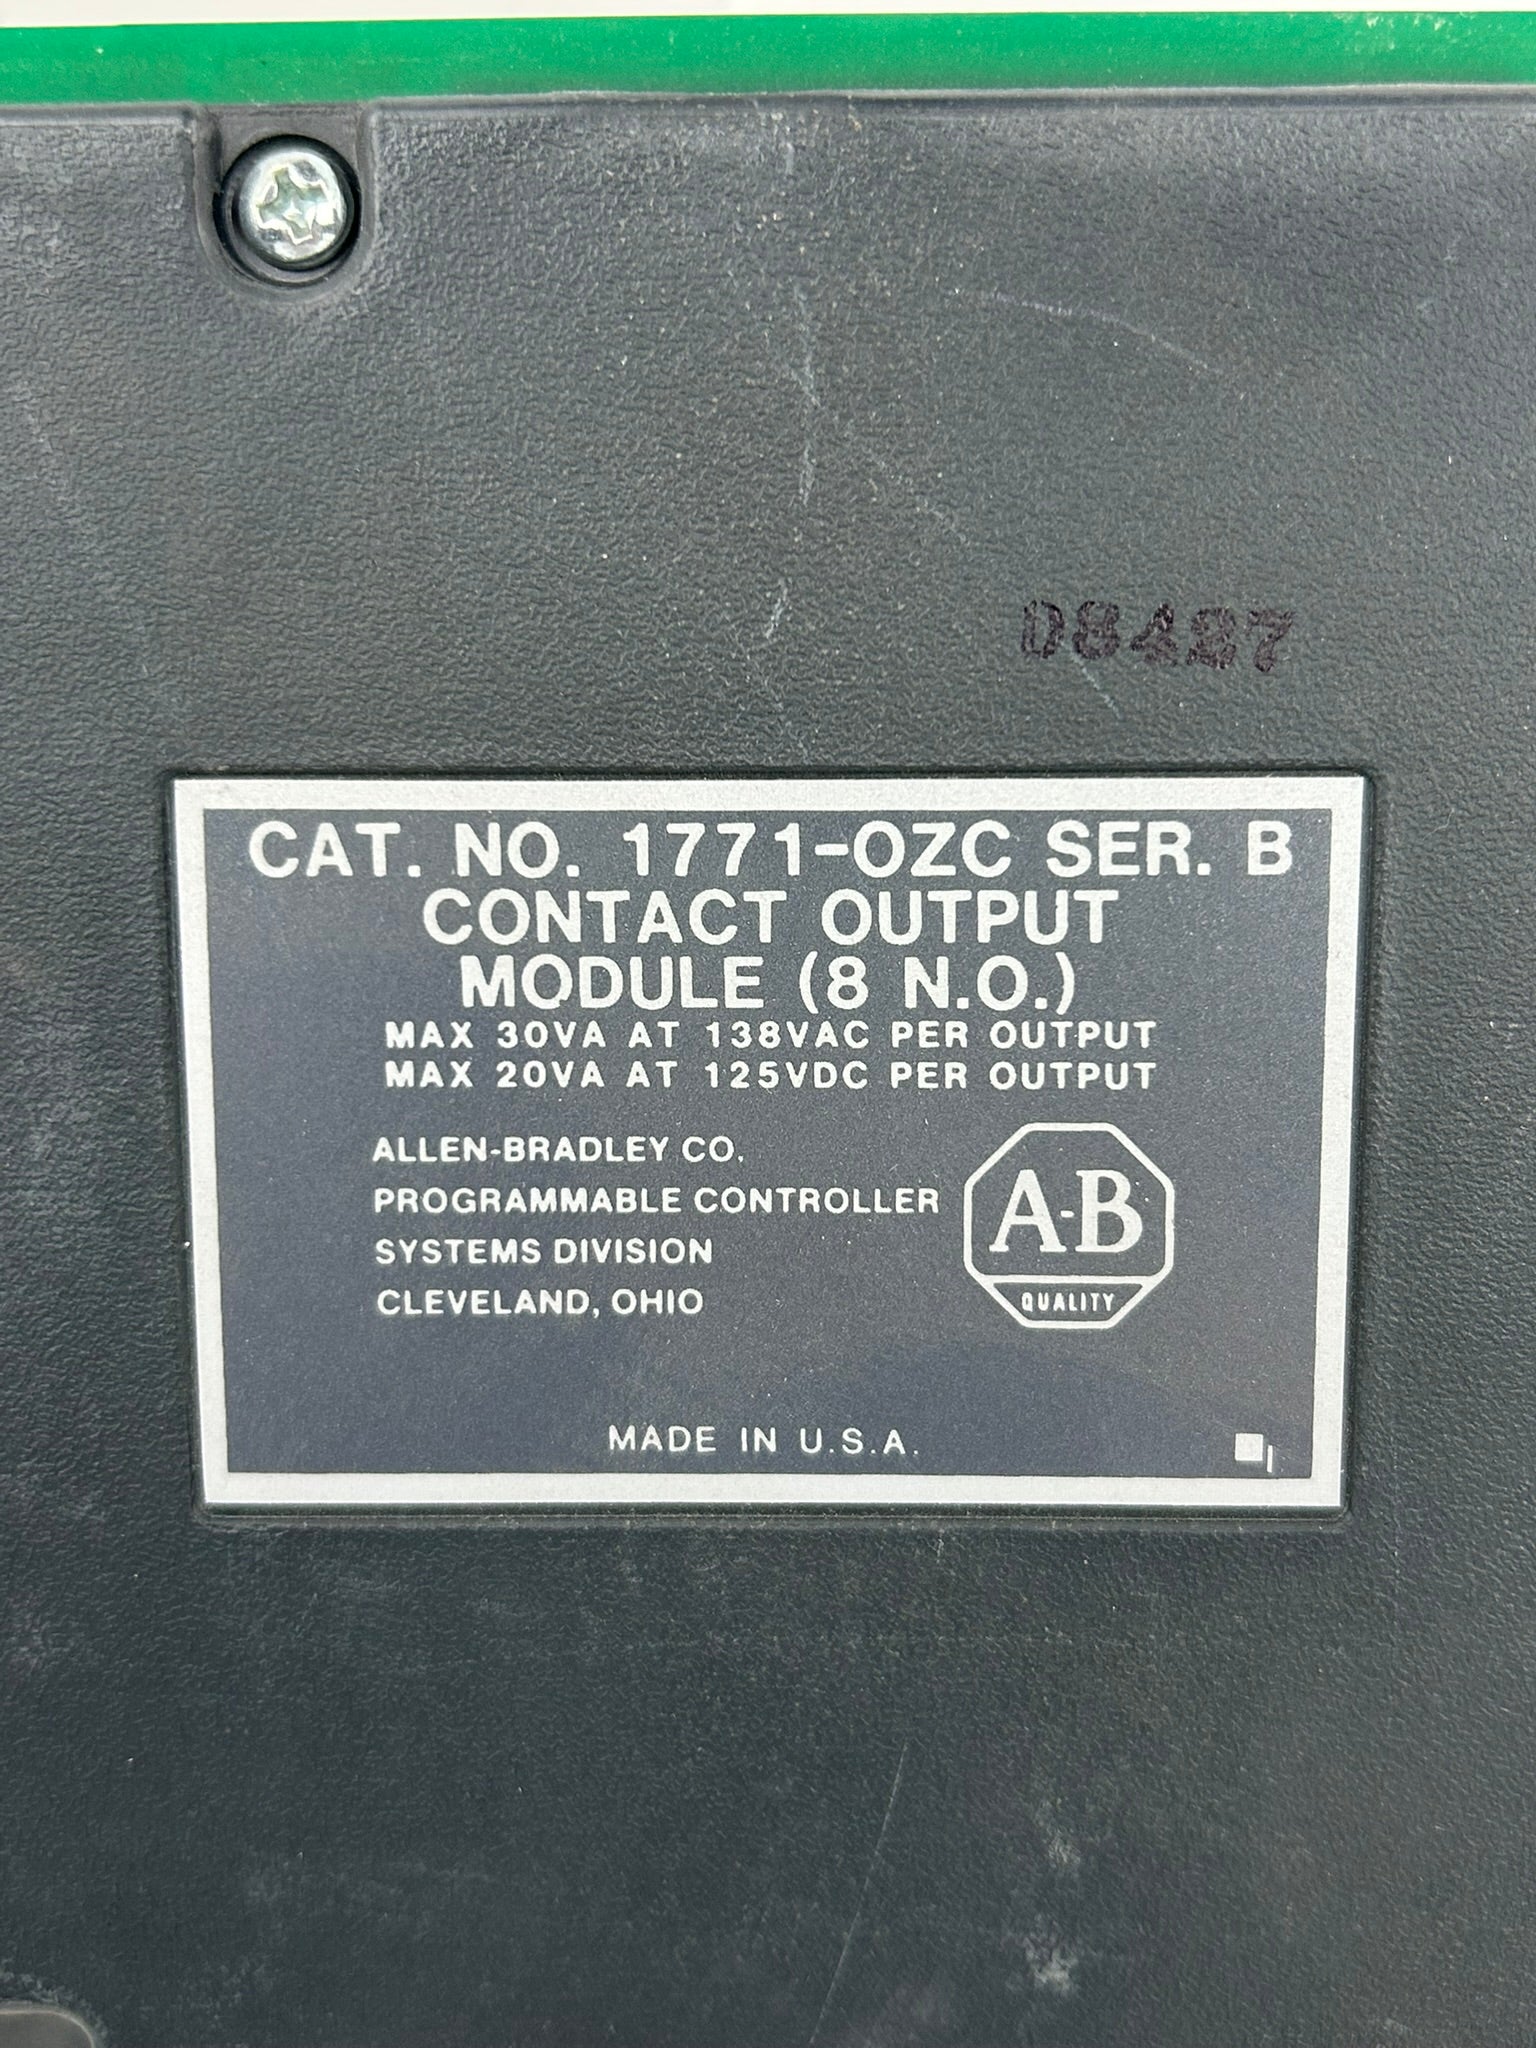 D8427
CAT. NO. 1771-OZC SER. B
CONTACT OUTPUT
MODULE (8 N.O.)
MAX 30VA AT 138VAC PER OUTPUT
MAX 20VA AT 125VDC PER OUTPUT
ALLEN-BRADLEY CO.
PROGRAMMABLE CONTROLLER
SYSTEMS DIVISION
CLEVELAND, OHIO
A-B
QUALITY
MADE IN U.S.A.